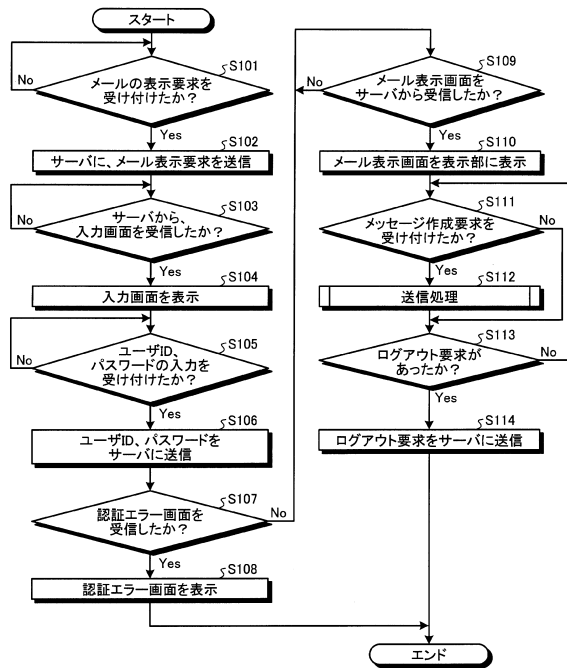 スタート
S101
メールの表示要求を
受け付けたか？
No
Yes
S102
サーバに、メール表示要求を送信
S103
サーバから、
入力画面を受信したか？
No
Yes
S104
入力画面を表示
S105
ユーザID、
パスワードの入力を
受け付けたか？
No
Yes
S106
ユーザID、パスワードを
サーバに送信
S107
認証エラー画面を
受信したか？
No
Yes
S108
認証エラー画面を表示
S109
メール表示画面を
サーバから受信したか？
No
Yes
S110
メール表示画面を表示部に表示
S111
メッセージ作成要求を
受け付けたか？
No
Yes
S112
送信処理
S113
ログアウト要求が
あったか？
No
Yes
S114
ログアウト要求をサーバに送信
エンド